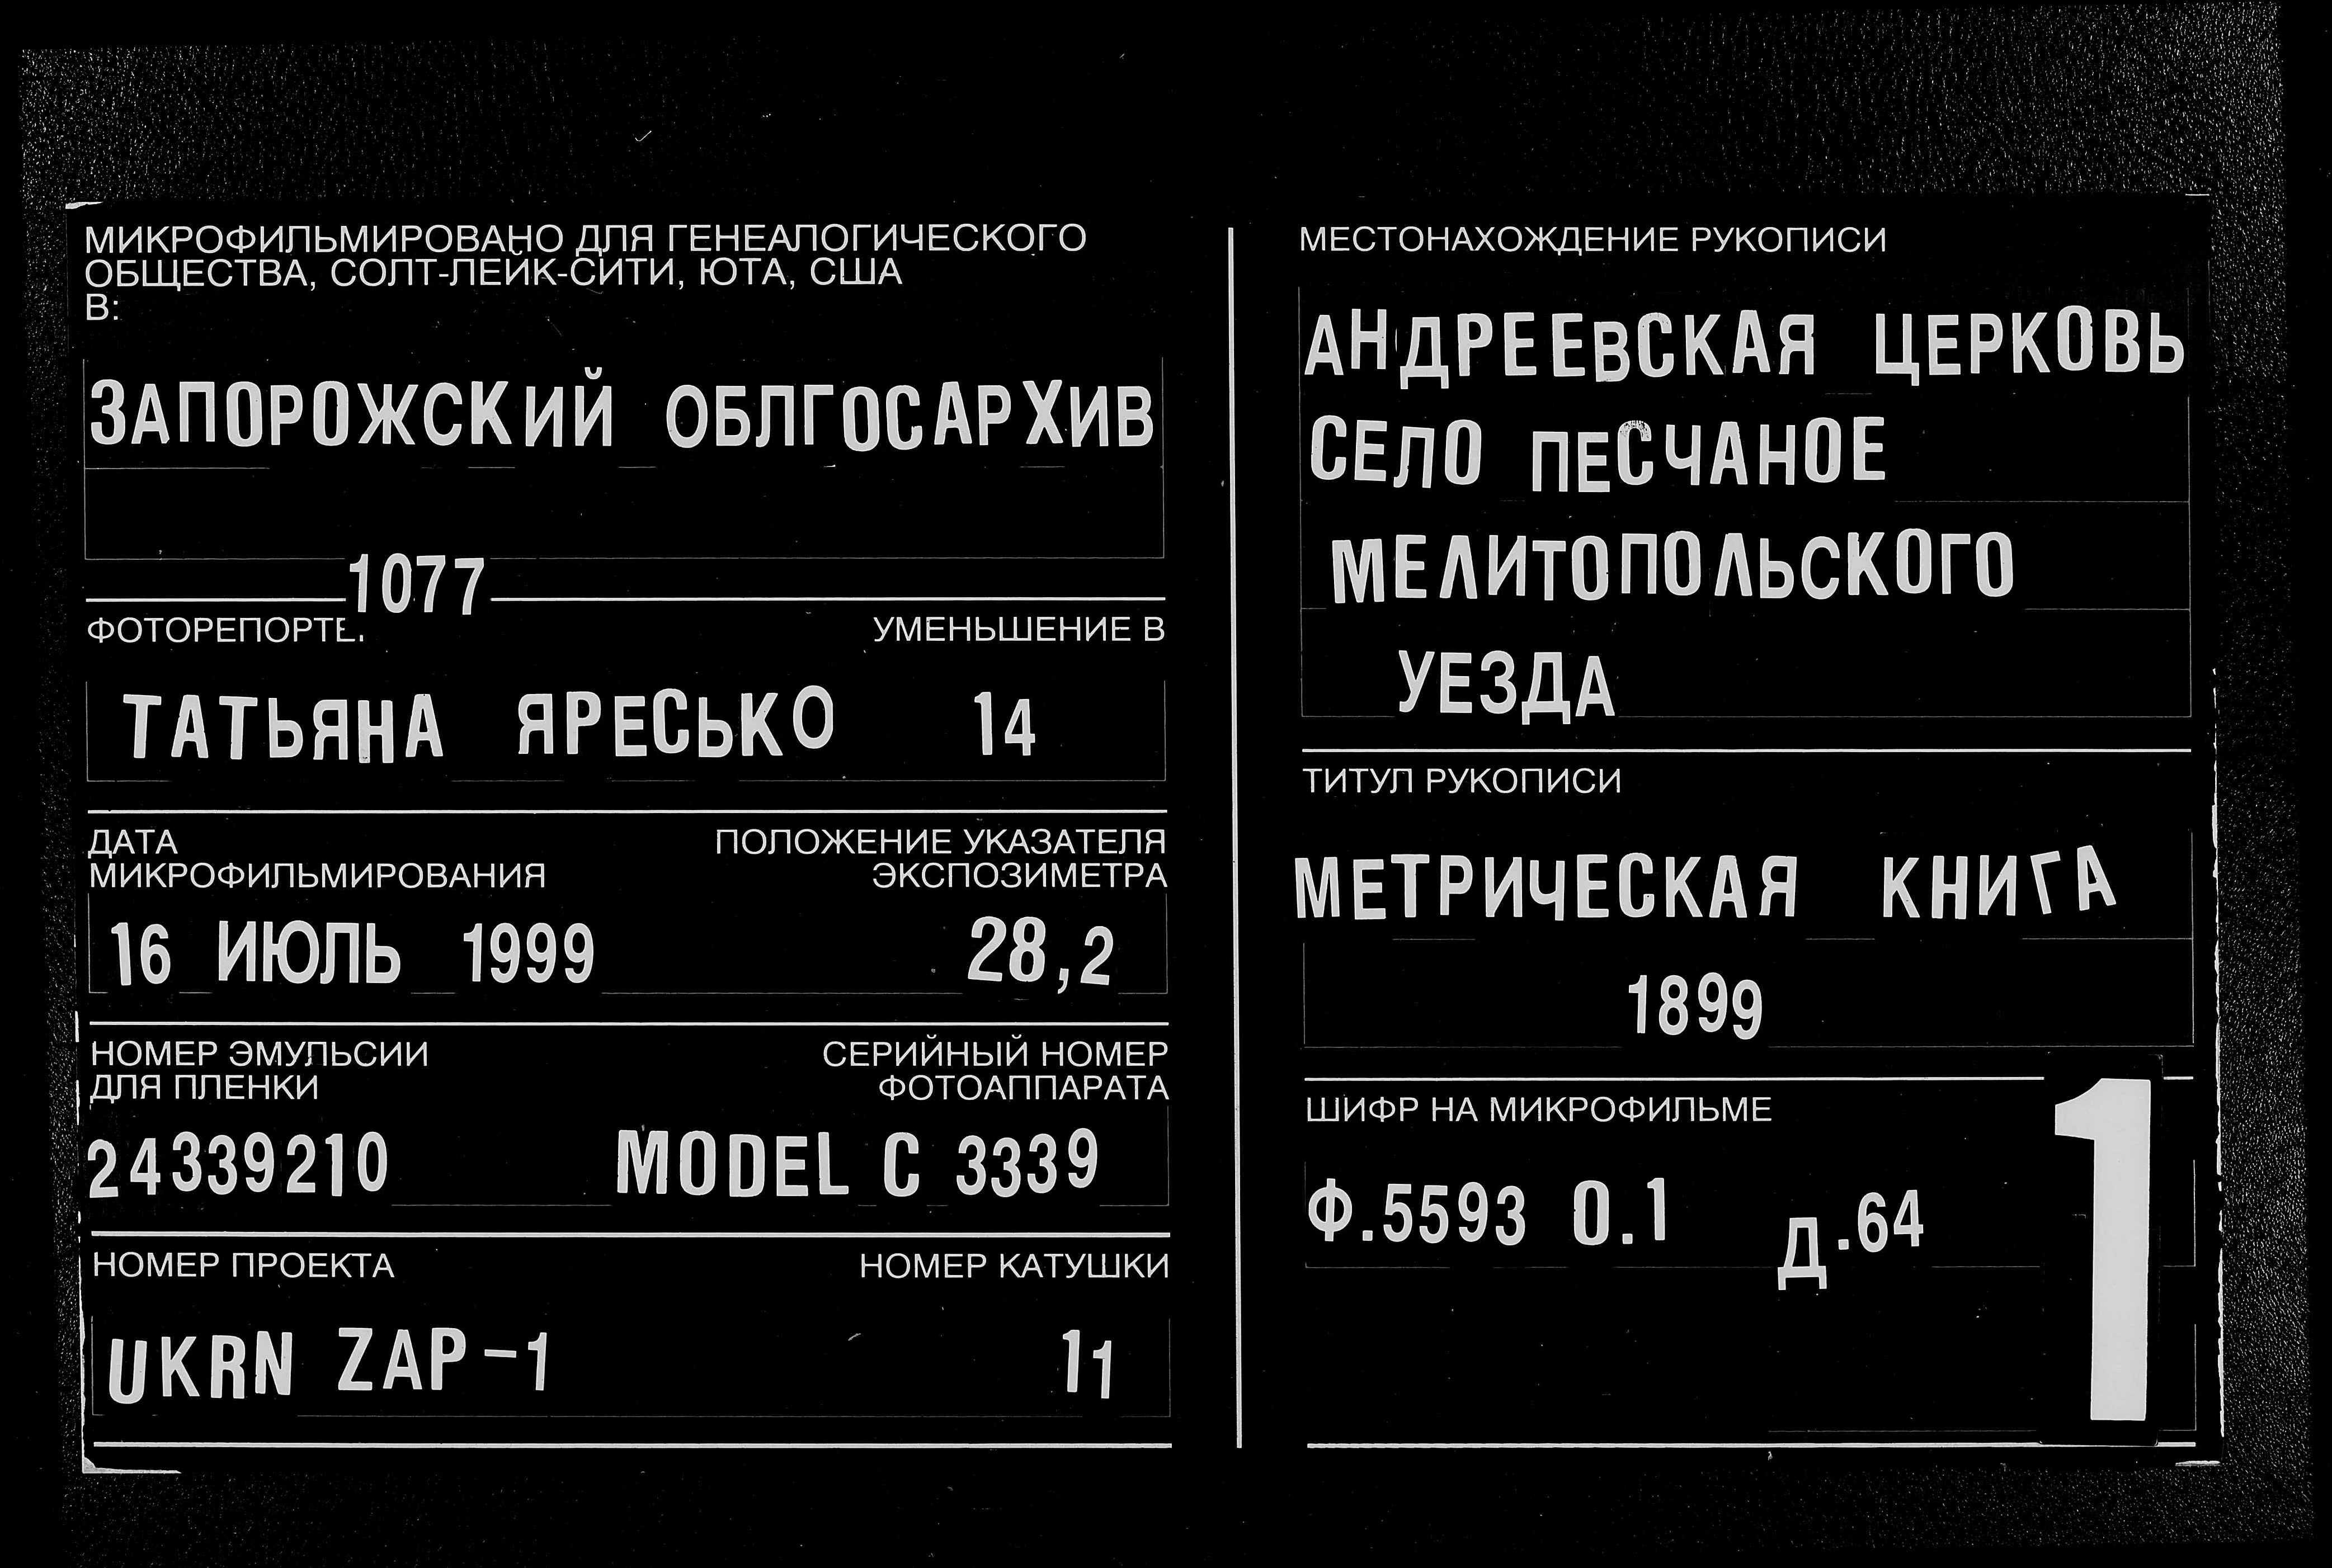 МИКРОФИЛЬМИРОВАНО ДЛЯ ГЕНЕАЛОГИЧЕСКОГО
ОБЩЕСТВА, СОЛТ-ЛЕЙК-СИТИ, ЮТА, США
В:
ЗАПОРОЖСКИЙ ОБЛГОСАРХИВ
1077
УМЕНЬШЕНИЕ В
ТАТЬЯНА ЯРЕСЬКО 14
ДАТА
МИКРОФИЛЬМИРОВАНИЯ
ПОЛОЖЕНИЕ УКАЗАТЕЛЯ
ЭКСПОЗИМЕТРА
16 ИЮЛЬ 1999 28,2
НОМЕР ЭМУЛЬСИИ
ДЛЯ ПЛЕНКИ
СЕРИЙНЫЙ НОМЕР
ФОТОАППАРАТА
24339210 MODEL C 3339
НОМЕР ПРОЕКТА НОМЕР КАТУШКИ
UKRN ZAP-1 11
МЕСТОНАХОЖДЕНИЕ РУКОПИСИ
АНДРЕЕВСКАЯ ЦЕРКОВЬ
СЕЛО ПЕСЧАНОЕ
МЕЛИТОПОЛЬСКОГО
УЕЗДА
ТИТУЛ РУКОПИСИ
МЕТРИЧЕСКАЯ КНИГА
1899
ШИФР НА МИКРОФИЛЬМЕ
Ф.5593 О.1 Д.64
1